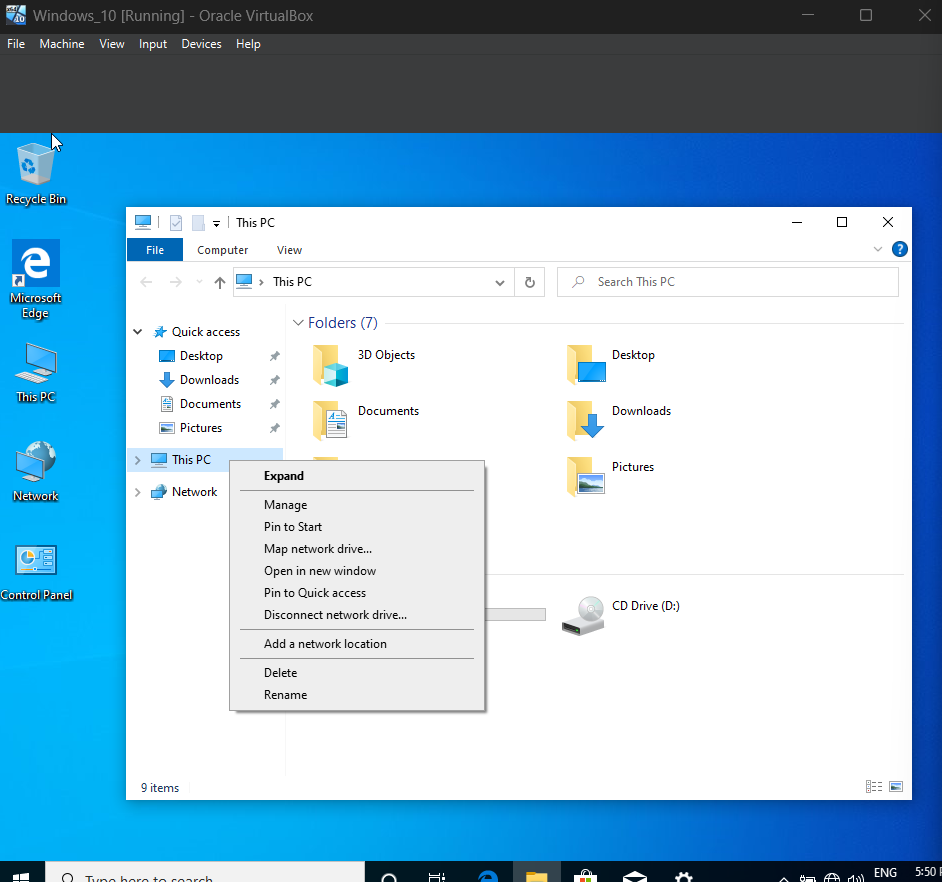 Windows_10 [Running] - Oracle VirtualBox
File Machine View Input Devices Help
Recycle Bin
Microsoft
Edge
This PC
Network
Control Panel
This PC
File Computer View
This PC
Search This PC
Quick access
Desktop
Downloads
Documents
Pictures
This PC
Network
Folders (7)
3D Objects
Desktop
Documents
Downloads
Pictures
CD Drive (D:)
Expand
Manage
Pin to Start
Map network drive...
Open in new window
Pin to Quick access
Disconnect network drive...
Add a network location
Delete
Rename
9 items
Type here to search
ENG
5:50